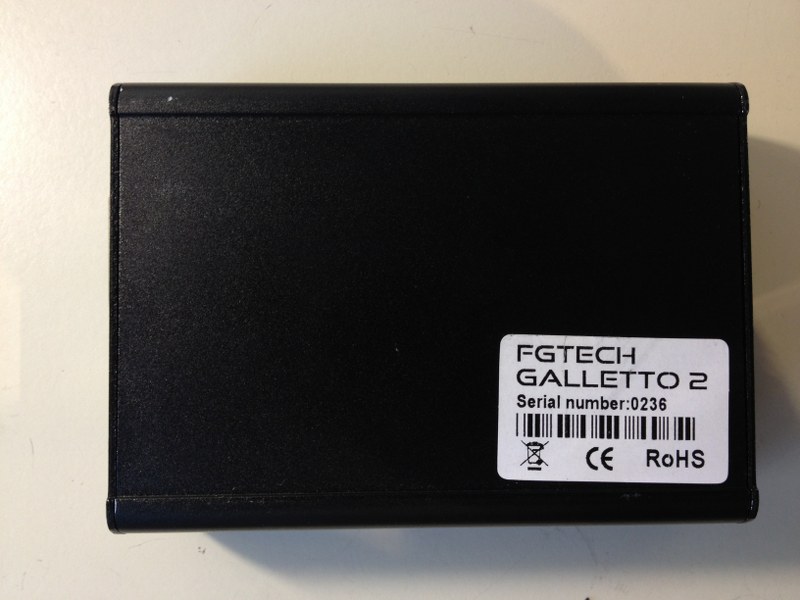 FGTECH
GALLETTO 2
Serial number:0236
CE RoHS